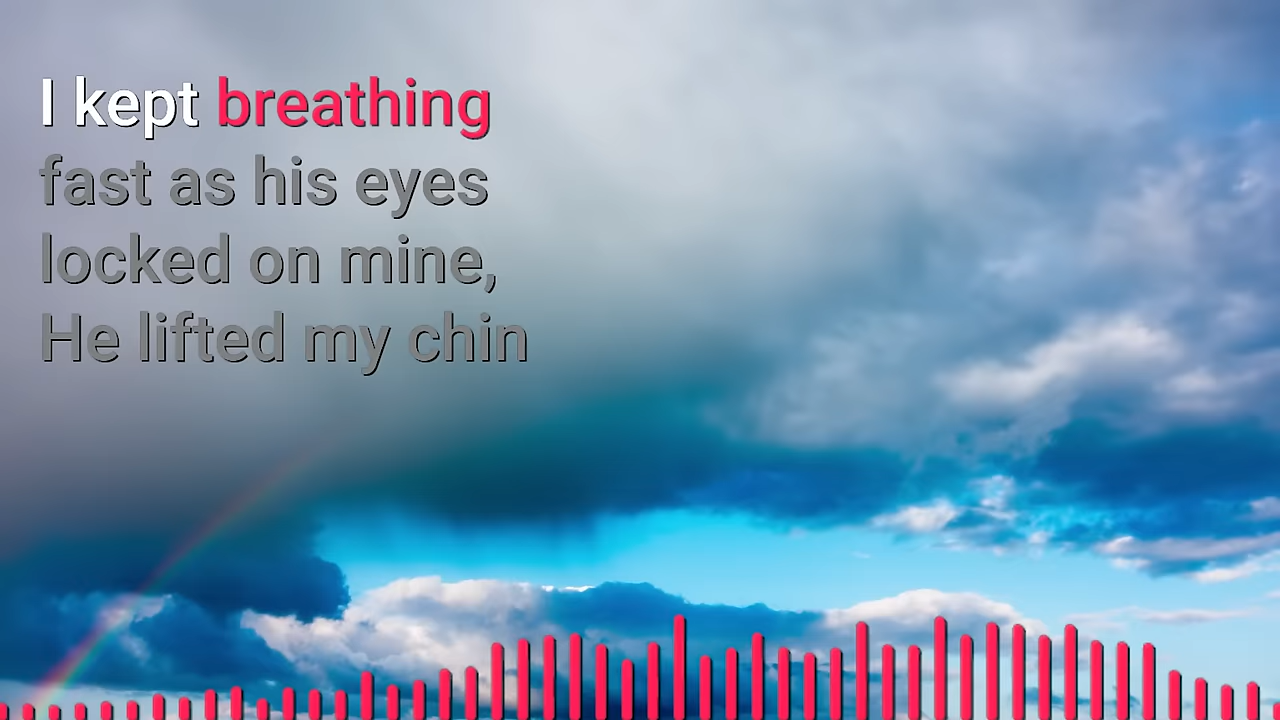 I kept breathing
fast as his eyes
locked on mine,
He lifted my chin